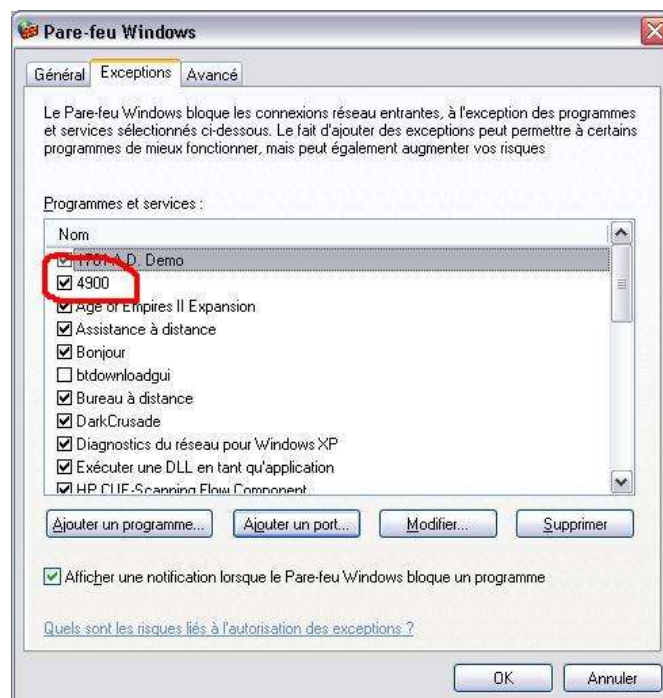 Pare-feu Windows
Général Exceptions Avancé
Le Pare-feu Windows bloque les connexions réseau entrantes, à l'exception des programmes
et services sélectionnés ci-dessous. Le fait d'ajouter des exceptions peut permettre à certains
programmes de mieux fonctionner, mais peut également augmenter vos risques
Programmes et services :
Nom
1701 A.D. Demo
4900
Age of Empires II Expansion
Assistance à distance
Bonjour
btdownloadgui
Bureau à distance
DarkCrusade
Diagnostics du réseau pour Windows XP
Exécuter une DLL en tant qu'application
HP CUE-Scanning Flow Component
Ajouter un programme... Ajouter un port... Modifier... Supprimer
Afficher une notification lorsque le Pare-feu Windows bloque un programme
Quels sont les risques liés à l'autorisation des exceptions ?
OK Annuler